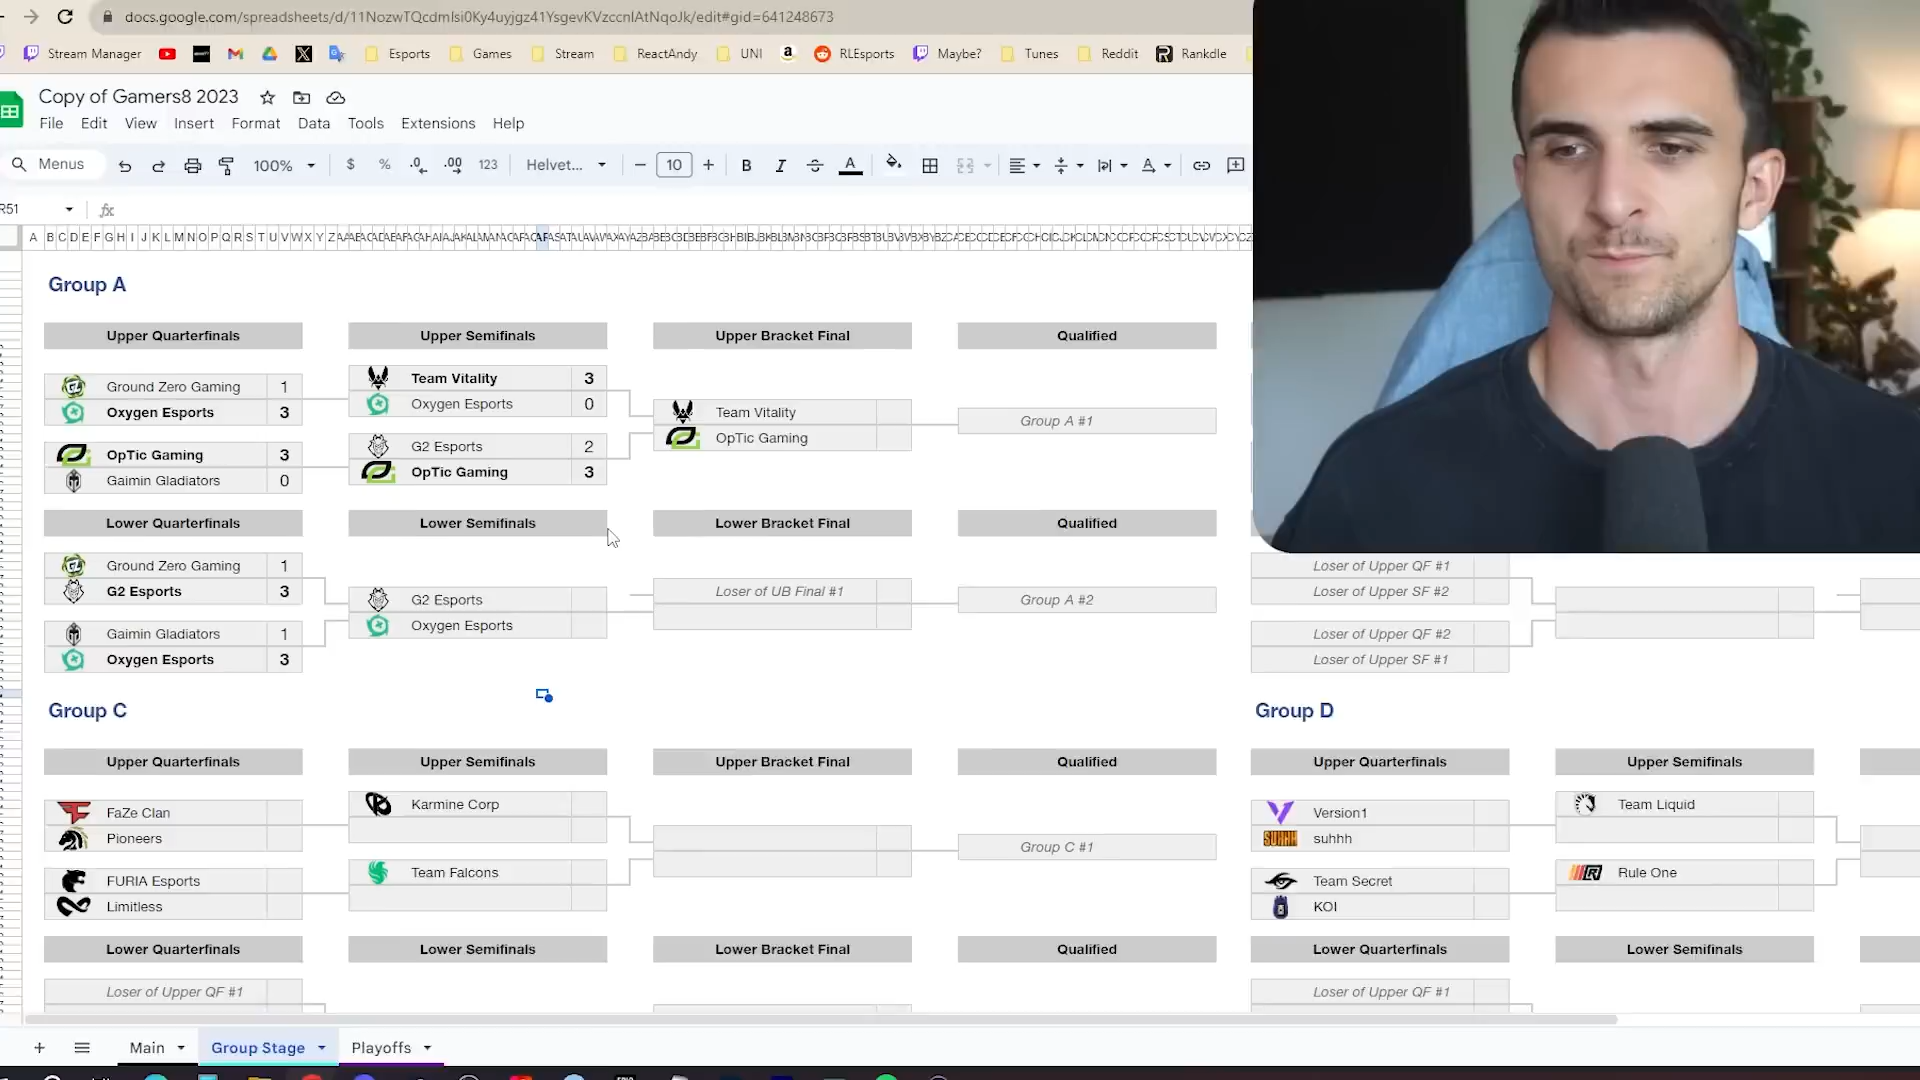 docs.google.com/spreadsheets/d/11NozwTQcdmIsi0Ky4uyjgz41YsgevKVzccnlAtNqoJk/edit#gid=641248673
Stream Manager Esports Games Stream ReactAndy UNI RLEsports Maybe? Tunes Reddit Rankdle
Copy of Gamers8 2023
File Edit View Insert Format Data Tools Extensions Help
Menus 100% $ % .0 .00 123 Helvet... 10 B I A
R51 fx
Group A
Upper Quarterfinals Upper Semifinals Upper Bracket Final Qualified
Team Vitality 3
Ground Zero Gaming 1
Oxygen Esports 0
Oxygen Esports 3
Team Vitality
Group A #1
OpTic Gaming
G2 Esports 2
OpTic Gaming 3
OpTic Gaming 3
Gaimin Gladiators 0
Lower Quarterfinals Lower Semifinals Lower Bracket Final Qualified
Ground Zero Gaming 1
Loser of Upper QF #1
G2 Esports 3
Loser of UB Final #1
Loser of Upper SF #2
G2 Esports
Group A #2
Oxygen Esports
Gaimin Gladiators 1
Loser of Upper QF #2
Oxygen Esports 3
Loser of Upper SF #1
Group C Group D
Upper Quarterfinals Upper Semifinals Upper Bracket Final Qualified Upper Quarterfinals Upper Semifinals
Karmine Corp Team Liquid
FaZe Clan Version1
Pioneers SUHHH suhhh
Group C #1
Team Falcons Rule One
FURIA Esports Team Secret
Limitless KOI
Lower Quarterfinals Lower Semifinals Lower Bracket Final Qualified Lower Quarterfinals Lower Semifinals
Loser of Upper QF #1 Loser of Upper QF #1
Main Group Stage Playoffs